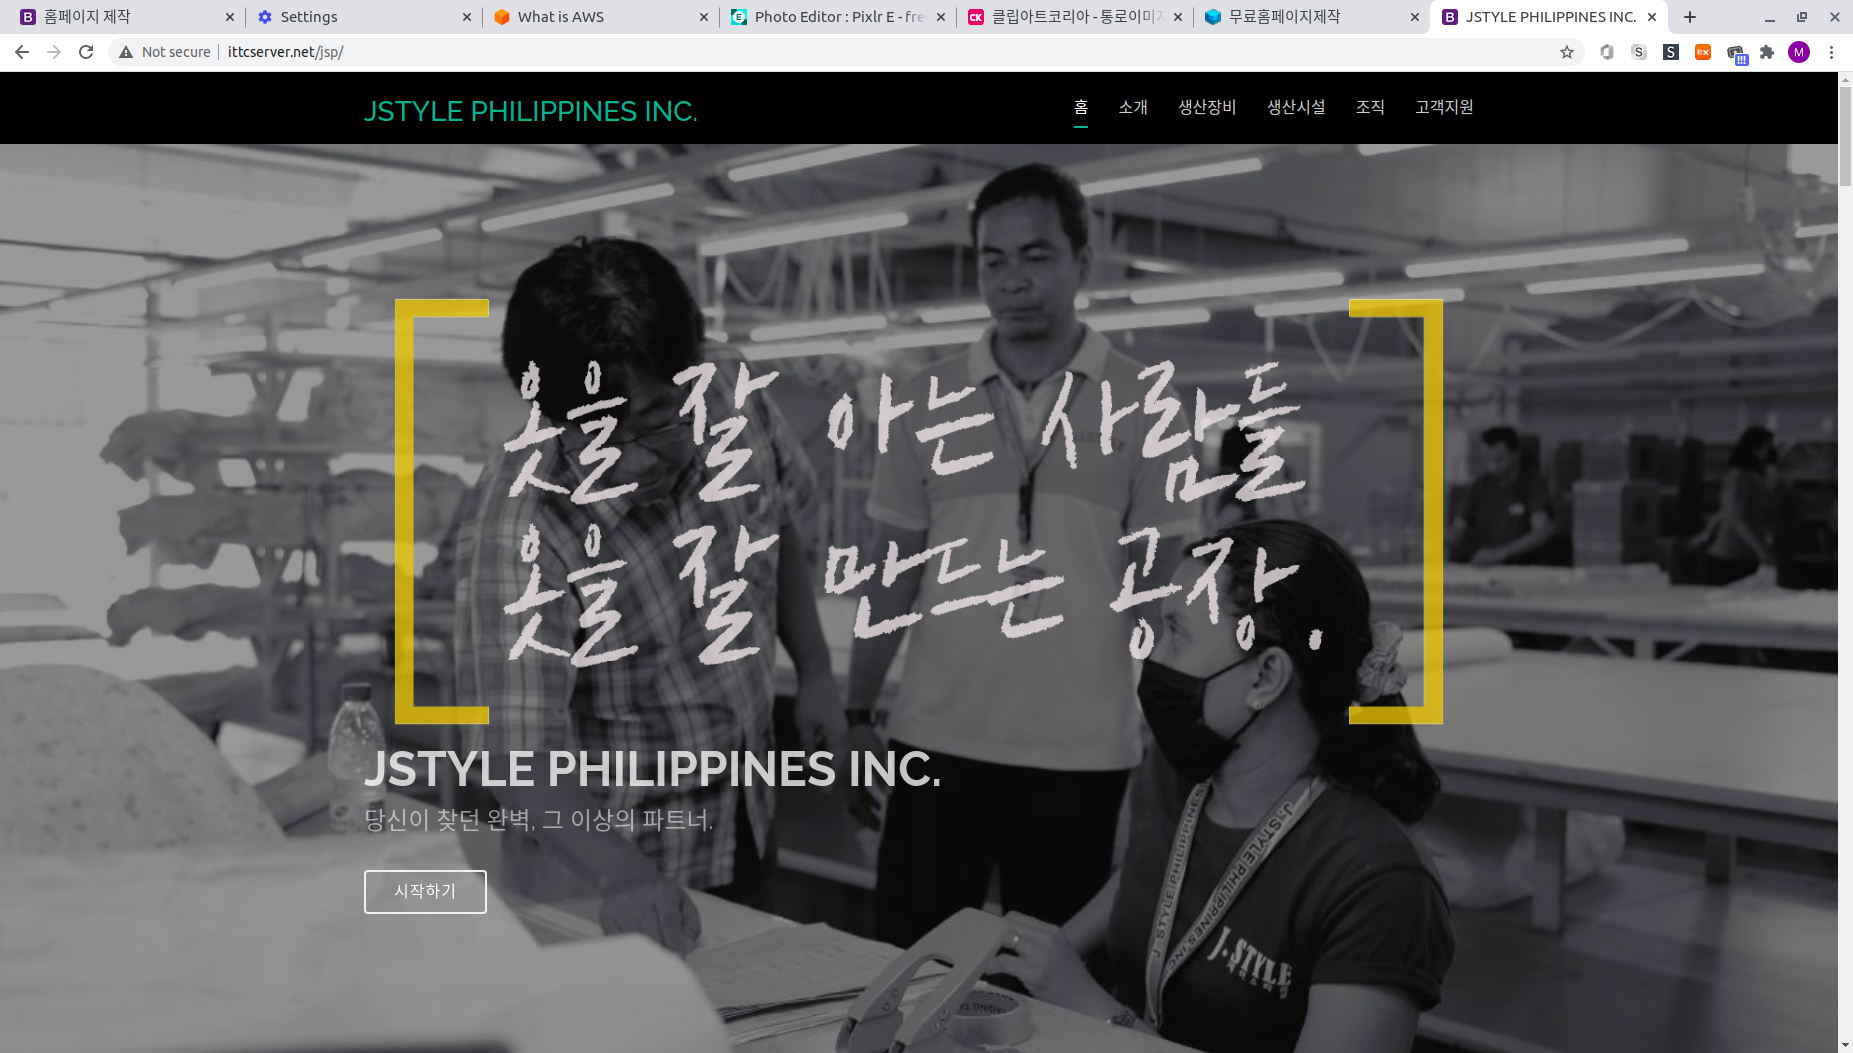 홈페이지 제작
Settings
What is AWS
Photo Editor : Pixlr E - free
클립아트코리아 - 통로이미지
무료홈페이지제작
JSTYLE PHILIPPINES INC.
Not secure
ittcserver.net/jsp/
M
JSTYLE PHILIPPINES INC.
홈 소개 생산장비 생산시설 조직 고객지원
옷을 잘 아는 사람들
옷을 잘 만드는 공장.
JSTYLE PHILIPPINES INC.
당신이 찾던 완벽, 그 이상의 파트너.
시작하기
J-STYLE PHILIPPINES
J-STYLE PHILIPPINES INC.
J-STYLE